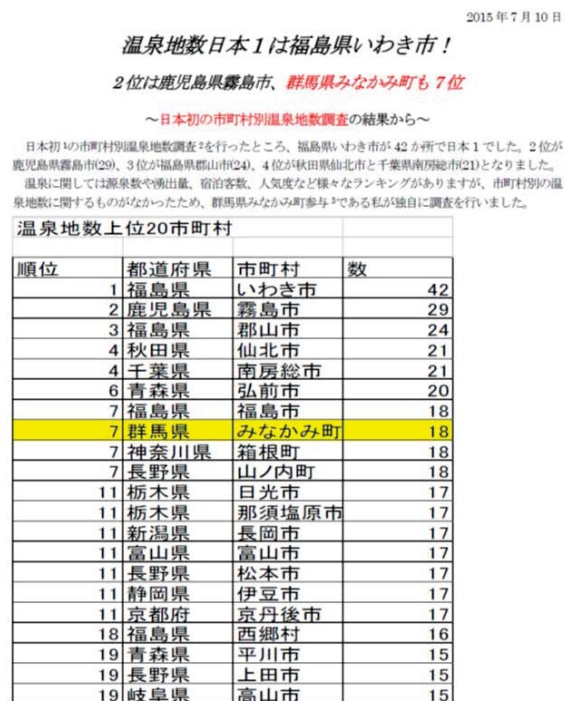 2015年7月10日
温泉地数日本1は福島県いわき市！
2位は鹿児島県霧島市、群馬県みなかみ町も7位
～日本初の市町村別温泉地数調査の結果から～
日本初¹の市町村別温泉地数調査²を行ったところ、福島県いわき市が42か所で日本1でした。2位が
鹿児島県霧島市(29)、3位が福島県郡山市(24)、4位が秋田県仙北市と千葉県南房総市(21)となりました。
温泉に関しては源泉数や湧出量、宿泊客数、人気度など様々なランキングがありますが、市町村別の温
泉地数に関するものがなかったため、群馬県みなかみ町参与³である私が独自に調査を行いました。
温泉地数上位20市町村
順位 都道府県 市町村 数
1 福島県 いわき市 42
2 鹿児島県 霧島市 29
3 福島県 郡山市 24
4 秋田県 仙北市 21
4 千葉県 南房総市 21
6 青森県 弘前市 20
7 福島県 福島市 18
7 群馬県 みなかみ町 18
7 神奈川県 箱根町 18
7 長野県 山ノ内町 18
11 栃木県 日光市 17
11 栃木県 那須塩原市 17
11 新潟県 長岡市 17
11 富山県 富山市 17
11 長野県 松本市 17
11 静岡県 伊豆市 17
11 京都府 京丹後市 17
18 福島県 西郷村 16
19 青森県 平川市 15
19 長野県 上田市 15
19 岐阜県 高山市 15